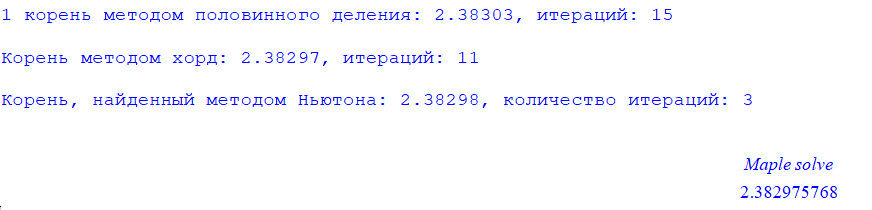 1 корень методом половинного деления: 2.38303, итераций: 15
Корень методом хорд: 2.38297, итераций: 11
Корень, найденный методом Ньютона: 2.38298, количество итераций: 3
Maple solve
2.382975768